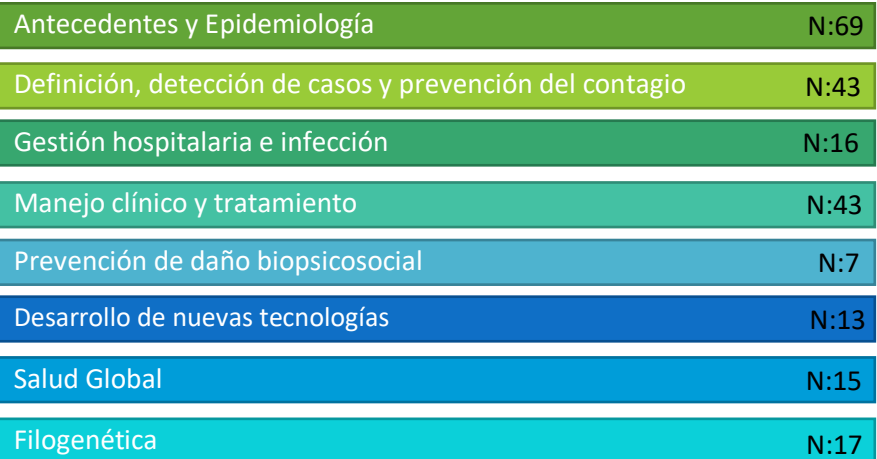 Antecedentes y Epidemiología N:69
Definición, detección de casos y prevención del contagio N:43
Gestión hospitalaria e infección N:16
Manejo clínico y tratamiento N:43
Prevención de daño biopsicosocial N:7
Desarrollo de nuevas tecnologías N:13
Salud Global N:15
Filogenética N:17